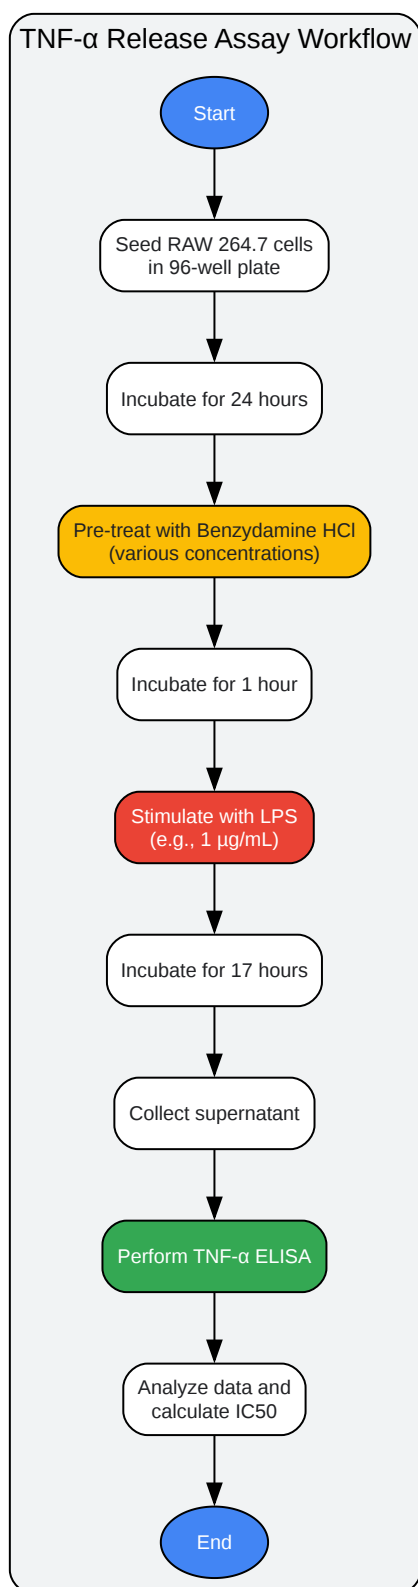 TNF-α Release Assay Workflow
Start
Seed RAW 264.7 cells
in 96-well plate
Incubate for 24 hours
Pre-treat with Benzydamine HCl
(various concentrations)
Incubate for 1 hour
Stimulate with LPS
(e.g., 1 µg/mL)
Incubate for 17 hours
Collect supernatant
Perform TNF-α ELISA
Analyze data and
calculate IC50
End